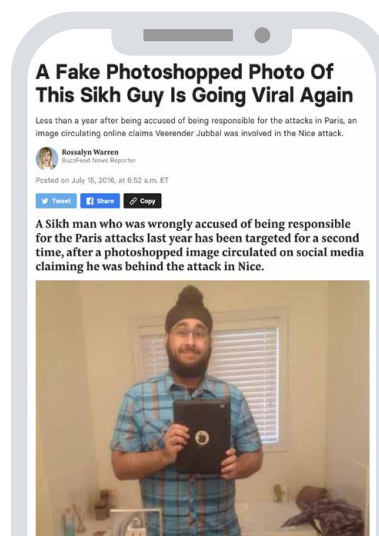 A Fake Photoshopped Photo Of
This Sikh Guy Is Going Viral Again
Less than a year after being accused of being responsible for the attacks in Paris, an
image circulating online claims Veerender Jubbal was involved in the Nice attack.
Rossalyn Warren
BuzzFeed News Reporter
Posted on July 15, 2016, at 6:52 a.m. ET
Tweet
Share
Copy
A Sikh man who was wrongly accused of being responsible
for the Paris attacks last year has been targeted for a second
time, after a photoshopped image circulated on social media
claiming he was behind the attack in Nice.